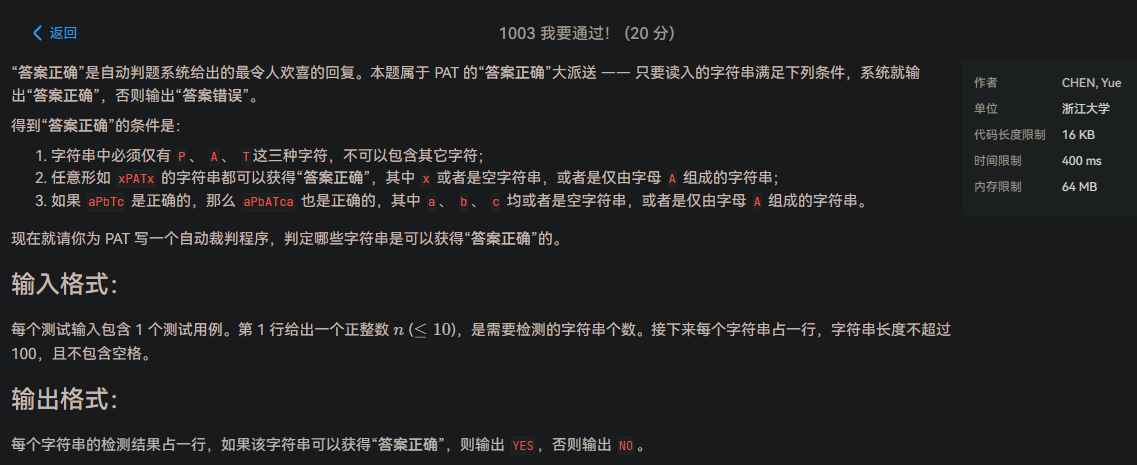 返回
1003 我要通过！ (20 分)
“答案正确”是自动判题系统给出的最令人欢喜的回复。本题属于 PAT 的“答案正确”大派送 —— 只要读入的字符串满足下列条件，系统就输
出“答案正确”，否则输出“答案错误”。
得到“答案正确”的条件是：
1. 字符串中必须仅有 P、 A、 T这三种字符，不可以包含其它字符；
2. 任意形如 xPATx 的字符串都可以获得“答案正确”，其中 x 或者是空字符串，或者是仅由字母 A 组成的字符串；
3. 如果 aPbTc 是正确的，那么 aPbATca 也是正确的，其中 a、 b、 c 均或者是空字符串，或者是仅由字母 A 组成的字符串。
现在就请你为 PAT 写一个自动裁判程序，判定哪些字符串是可以获得“答案正确”的。
输入格式：
每个测试输入包含 1 个测试用例。第 1 行给出一个正整数 n (≤ 10)，是需要检测的字符串个数。接下来每个字符串占一行，字符串长度不超过
100，且不包含空格。
输出格式：
每个字符串的检测结果占一行，如果该字符串可以获得“答案正确”，则输出 YES，否则输出 NO。
作者 CHEN, Yue
单位 浙江大学
代码长度限制 16 KB
时间限制 400 ms
内存限制 64 MB